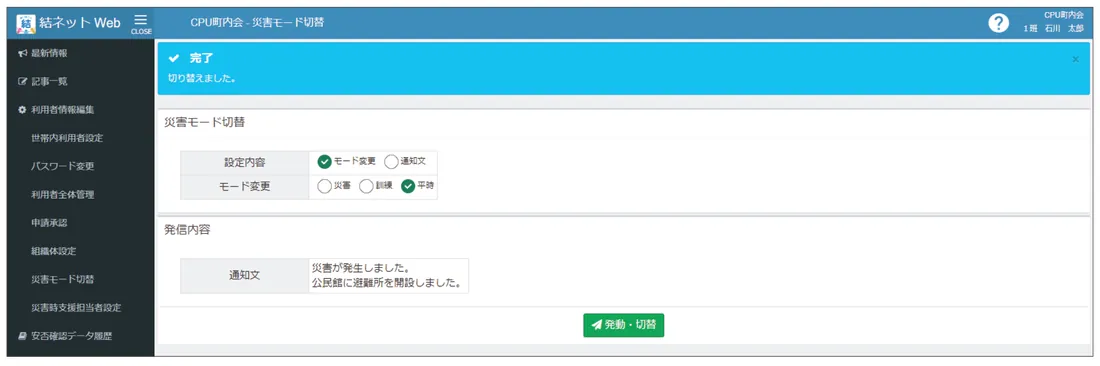 結 結ネット Web CLOSE CPU町内会 - 災害モード切替 ? CPU町内会
1班 石川 太郎
最新情報
記事一覧
利用者情報編集
世帯内利用者設定
パスワード変更
利用者全体管理
申請承認
組織体設定
災害モード切替
災害時支援担当者設定
安否確認データ履歴
完了 ×
切り替えました。
災害モード切替
設定内容 モード変更 通知文
モード変更 災害 訓練 平時
発信内容
通知文 災害が発生しました。
公民館に避難所を開設しました。
発動・切替